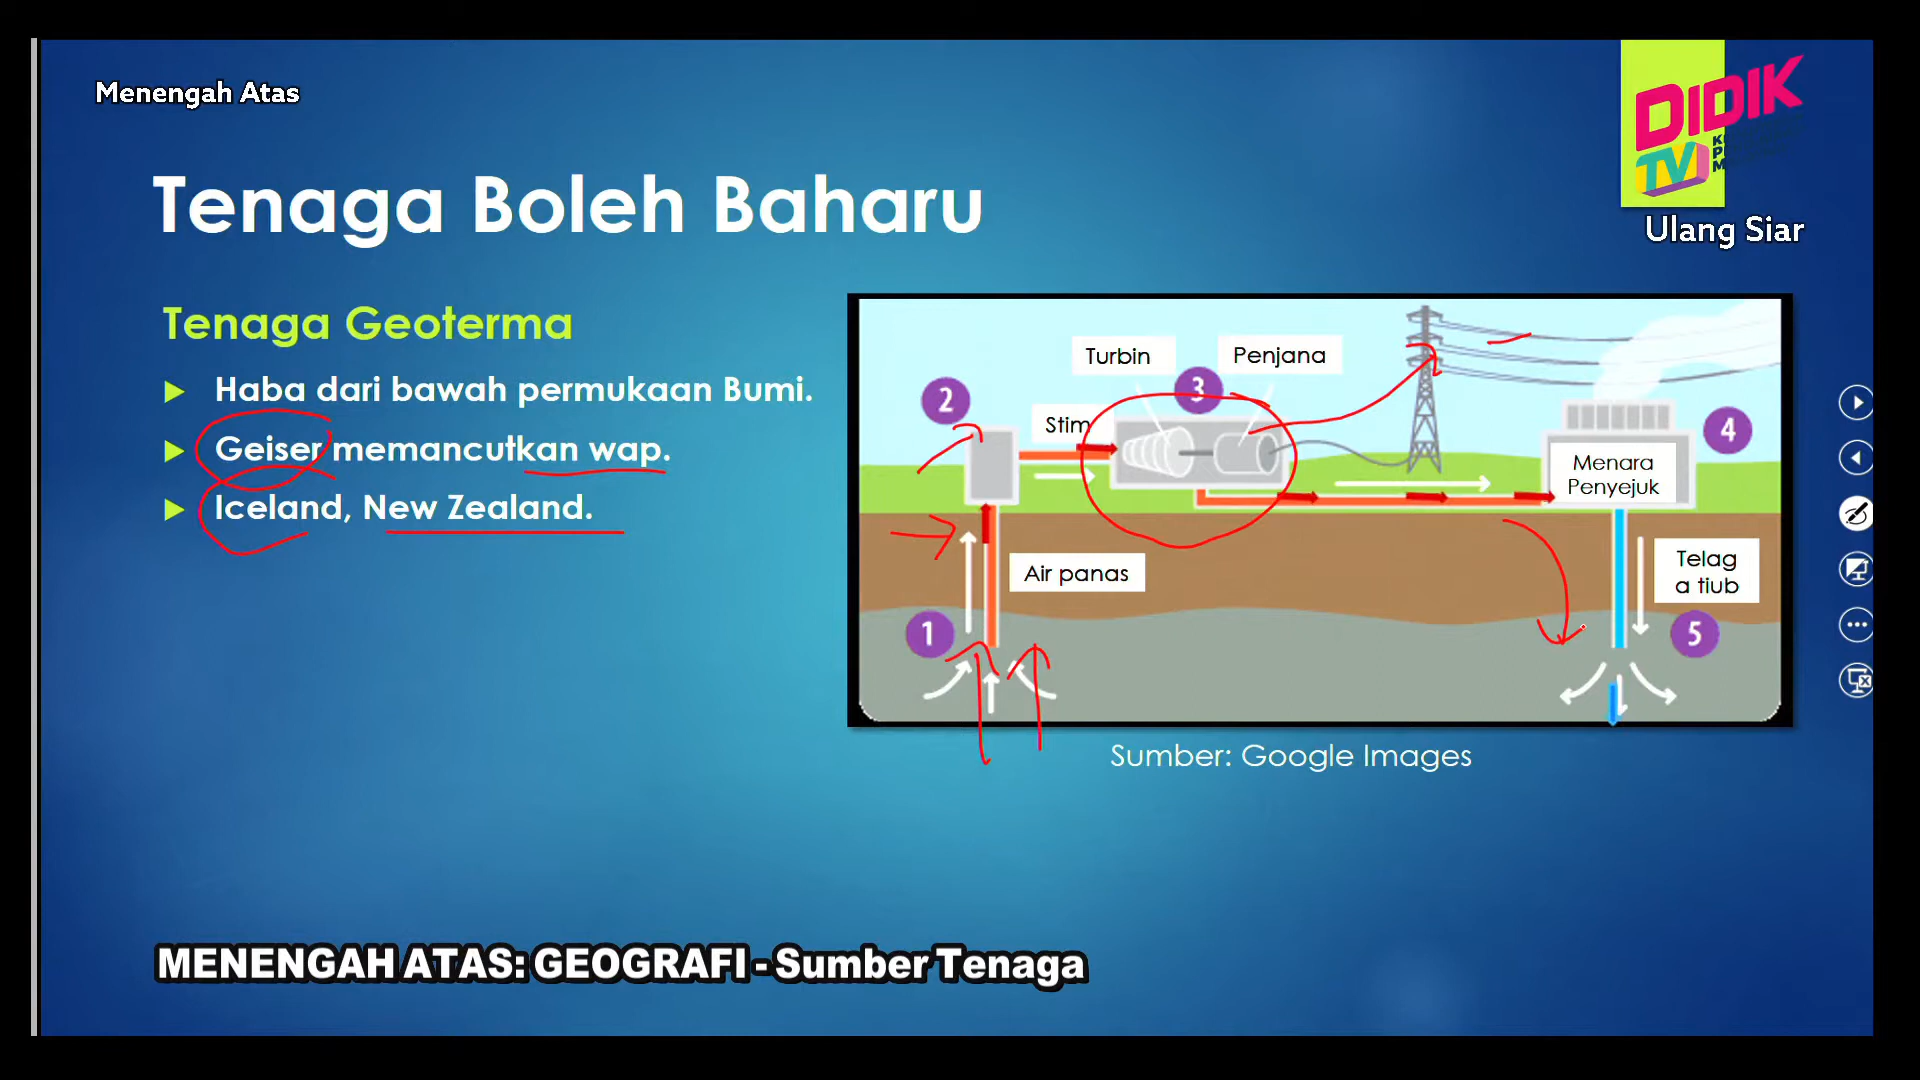 Menengah Atas
DIDIK
TV
Ulang Siar
Tenaga Boleh Baharu
Tenaga Geoterma
Haba dari bawah permukaan Bumi.
Geiser memancutkan wap.
Iceland, New Zealand.
Turbin
Penjana
2
3
Stim
4
Menara
Penyejuk
Air panas
Telag
a tiub
1
5
Sumber: Google Images
MENENGAH ATAS: GEOGRAFI - Sumber Tenaga